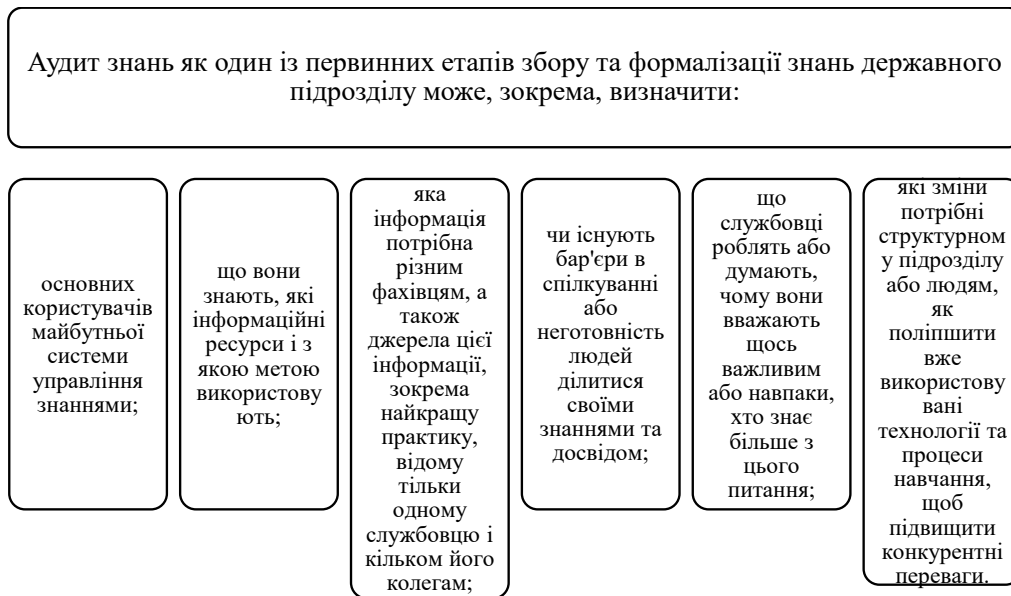 Аудит знань як один із первинних етапів збору та формалізації знань державного
підрозділу може, зокрема, визначити:
основних
користувачів
майбутньої
системи
управління
знаннями;
що вони
знають, які
інформаційні
ресурси і з
якою метою
використову
ють;
яка
інформація
потрібна
різним
фахівцям, а
також
джерела цієї
інформації,
зокрема
найкращу
практику,
відому
тільки
одному
службовцю і
кільком його
колегам;
чи існують
бар'єри в
спілкуванні
або
неготовність
людей
ділитися
своїми
знаннями та
досвідом;
що
службовці
роблять або
думають,
чому вони
вважають
щось
важливим
або навпаки,
хто знає
більше з
цього
питання;
які зміни
потрібні
структурном
у підрозділу
або людям,
як
поліпшити
вже
використову
вані
технології та
процеси
навчання,
щоб
підвищити
конкурентні
переваги.